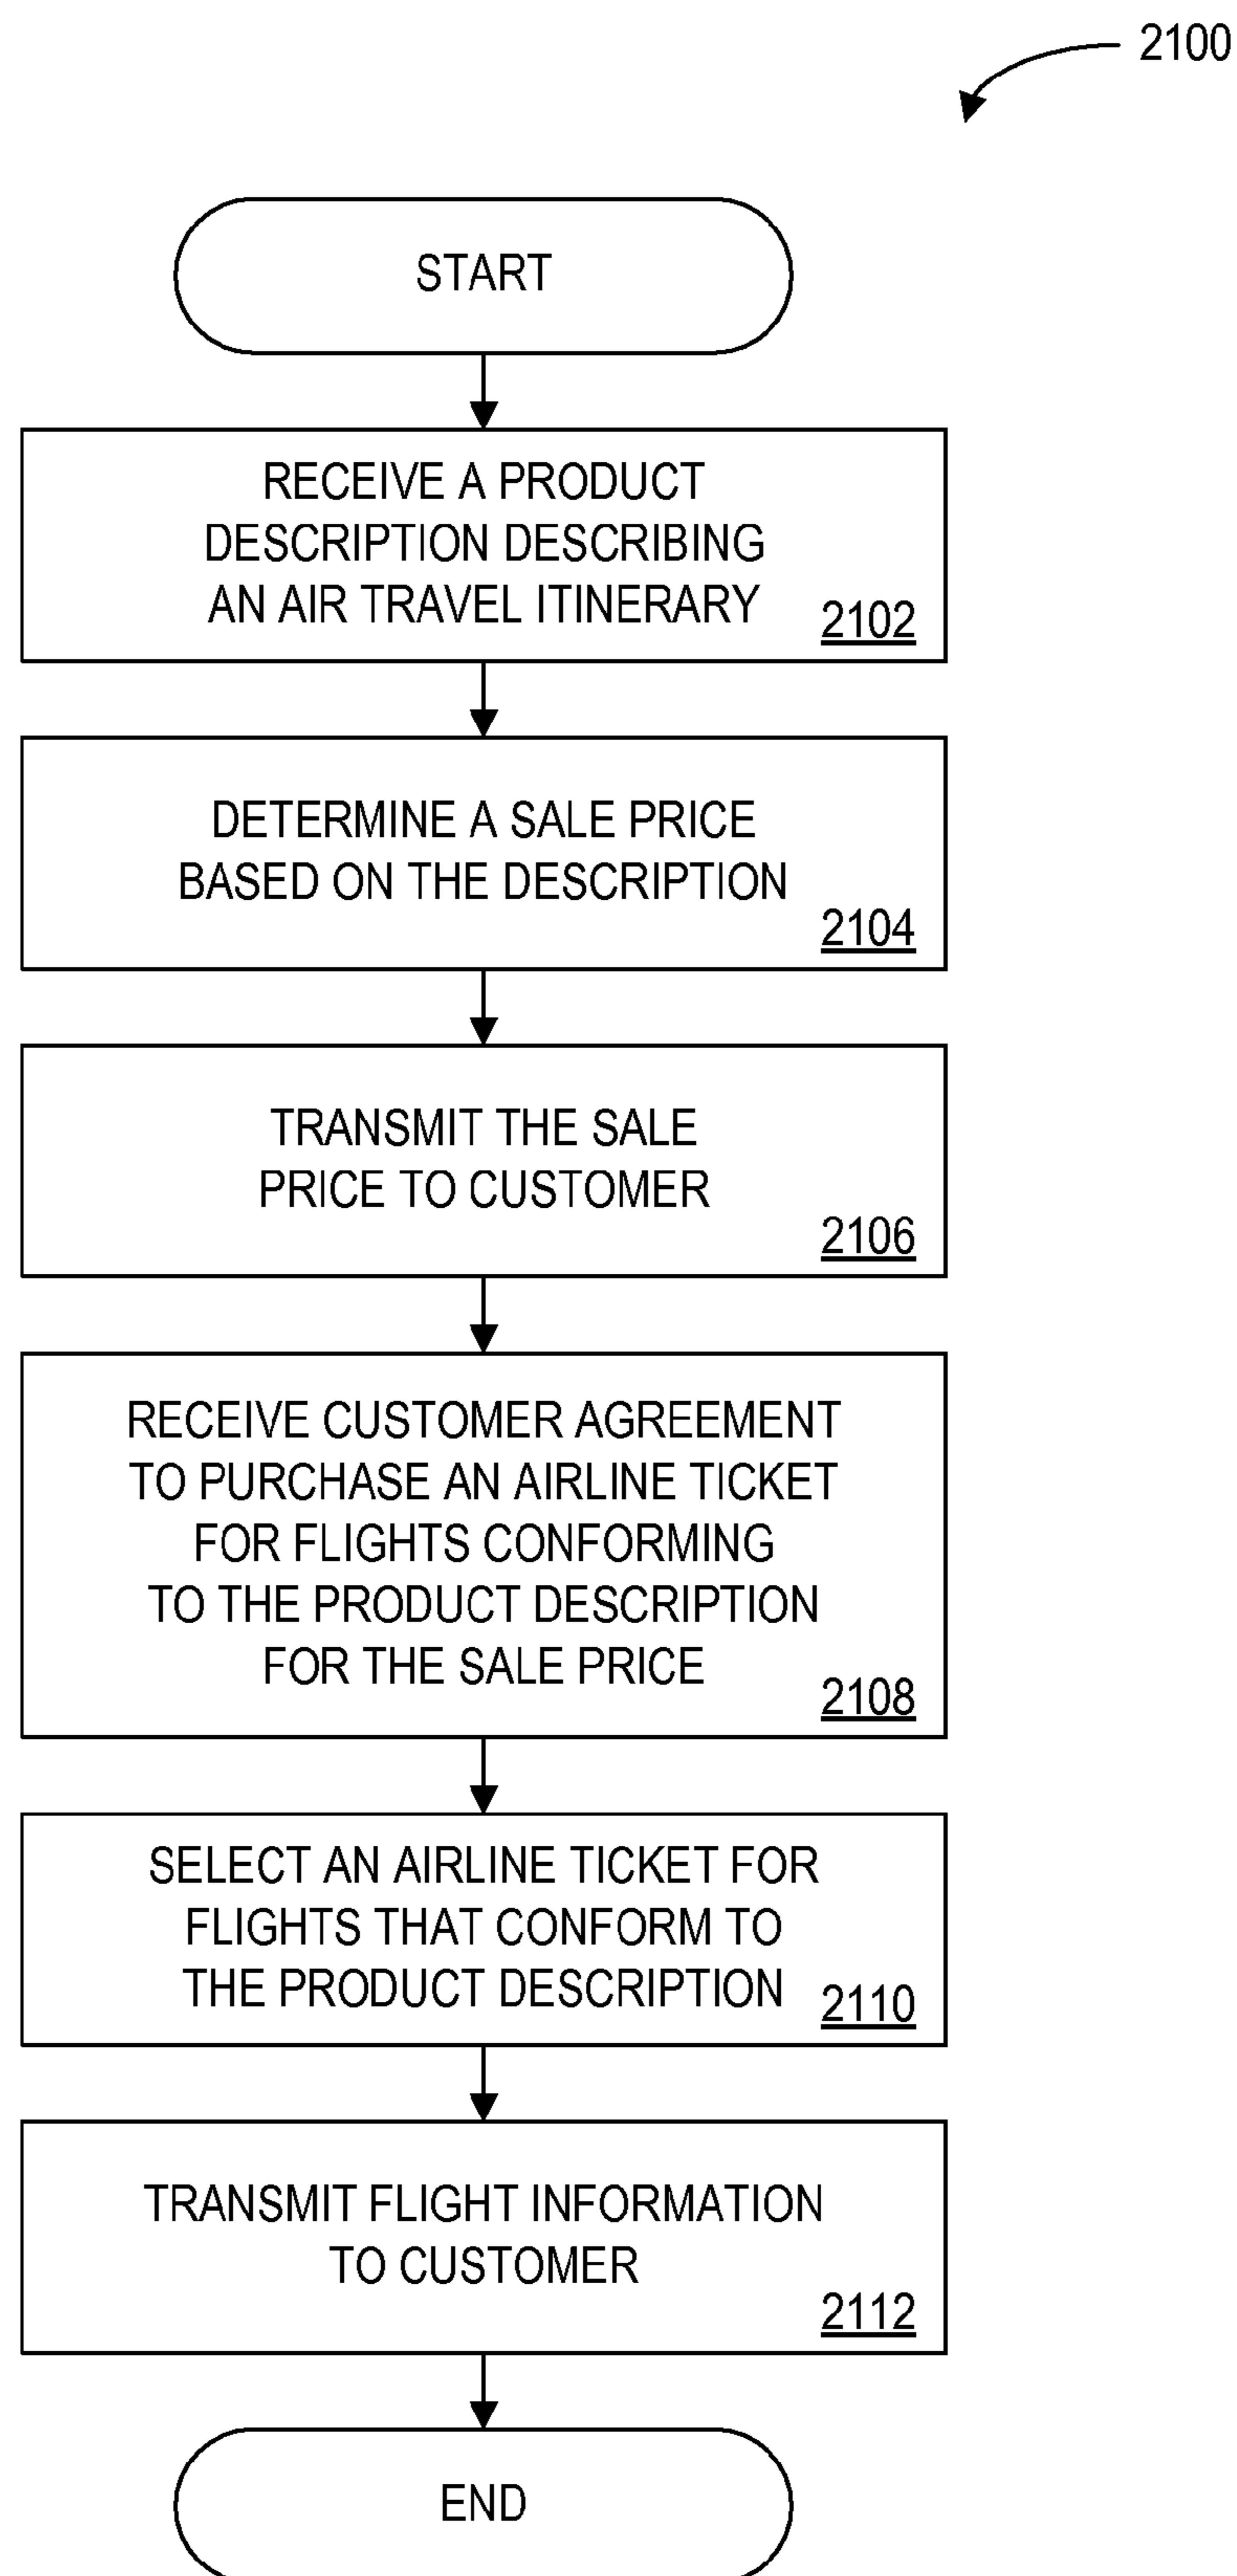 2100
START
RECEIVE A PRODUCT
DESCRIPTION DESCRIBING
AN AIR TRAVEL ITINERARY
2102
DETERMINE A SALE PRICE
BASED ON THE DESCRIPTION
2104
TRANSMIT THE SALE
PRICE TO CUSTOMER
2106
RECEIVE CUSTOMER AGREEMENT
TO PURCHASE AN AIRLINE TICKET
FOR FLIGHTS CONFORMING
TO THE PRODUCT DESCRIPTION
FOR THE SALE PRICE
2108
SELECT AN AIRLINE TICKET FOR
FLIGHTS THAT CONFORM TO
THE PRODUCT DESCRIPTION
2110
TRANSMIT FLIGHT INFORMATION
TO CUSTOMER
2112
END